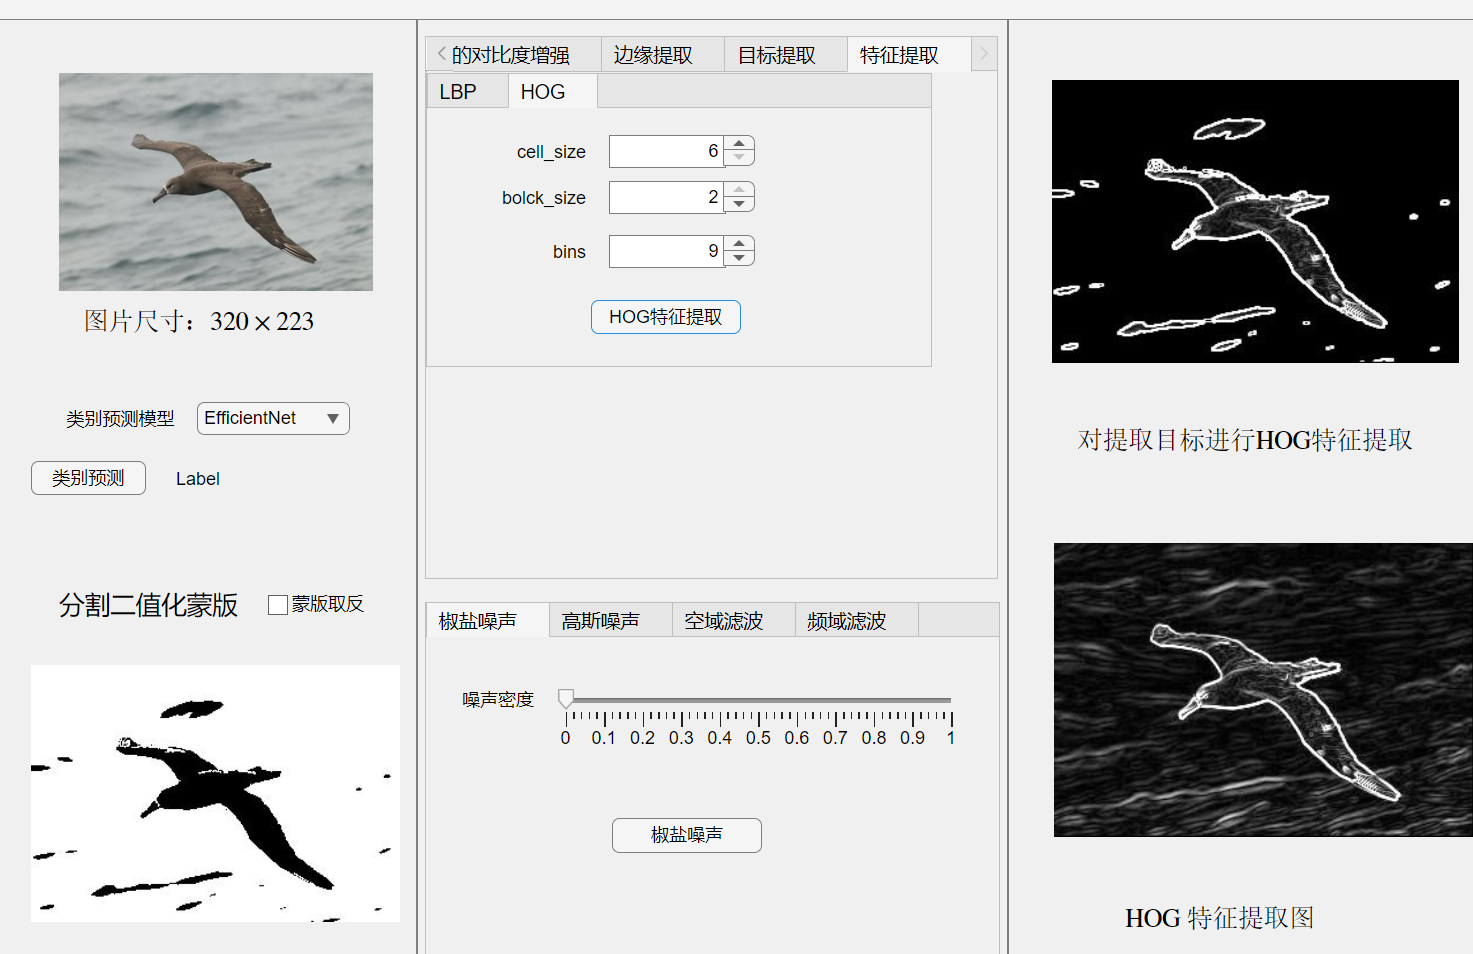 图片尺寸：320 × 223
类别预测模型 EfficientNet
类别预测 Label
分割二值化蒙版 蒙版取反
的对比度增强 边缘提取 目标提取 特征提取
LBP HOG
cell_size 6
bolck_size 2
bins 9
HOG特征提取
椒盐噪声 高斯噪声 空域滤波 频域滤波
噪声密度
0 0.1 0.2 0.3 0.4 0.5 0.6 0.7 0.8 0.9 1
椒盐噪声
对提取目标进行HOG特征提取
HOG 特征提取图